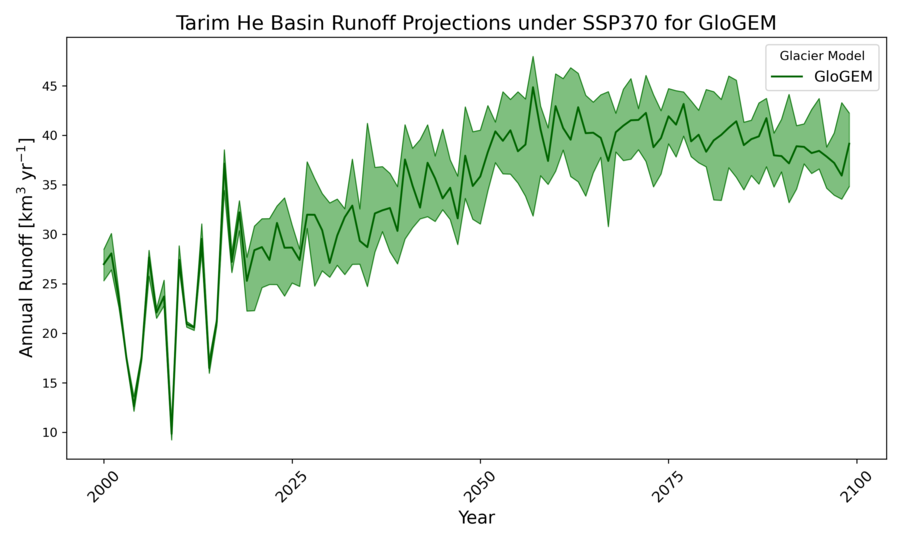 Tarim He Basin Runoff Projections under SSP370 for GloGEM
Glacier Model
GloGEM
Annual Runoff [km³ yr⁻¹]
45
40
35
30
25
20
15
10
2000
2025
2050
2075
2100
Year